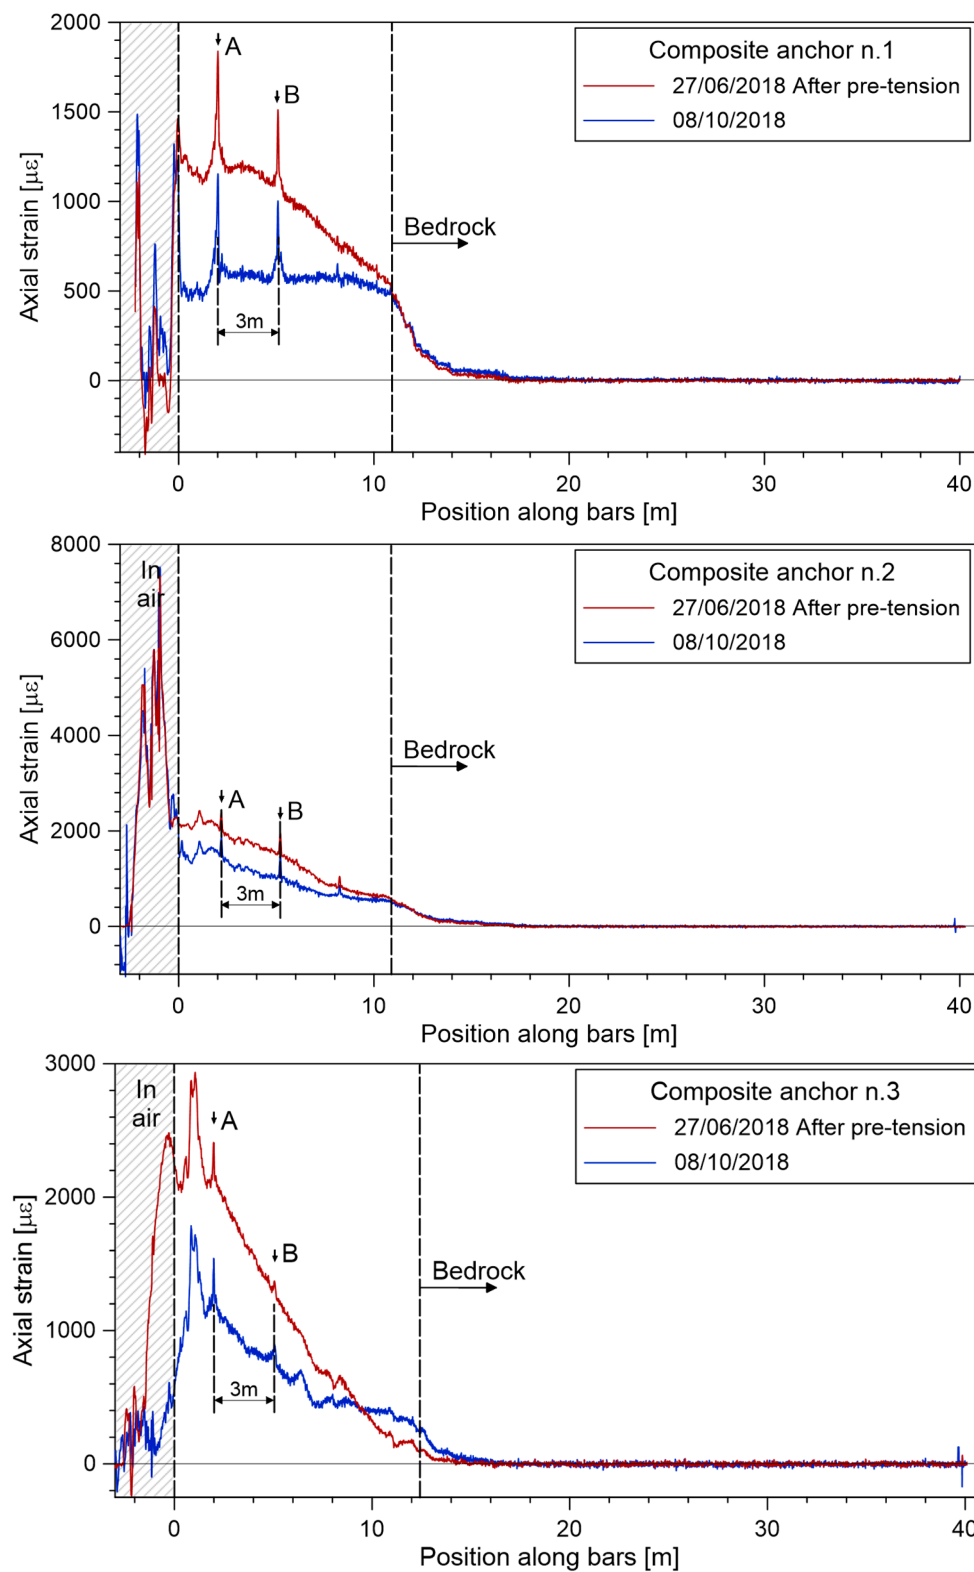 2000
1500
1000
500
0
Axial strain [με]
A
B
3m
Bedrock
Composite anchor n.1
27/06/2018 After pre-tension
08/10/2018
0
10
20
30
40
Position along bars [m]
8000
6000
4000
2000
0
Axial strain [με]
In
air
A
B
3m
Bedrock
Composite anchor n.2
27/06/2018 After pre-tension
08/10/2018
0
10
20
30
40
Position along bars [m]
3000
2000
1000
0
Axial strain [με]
In
air
A
B
3m
Bedrock
Composite anchor n.3
27/06/2018 After pre-tension
08/10/2018
0
10
20
30
40
Position along bars [m]